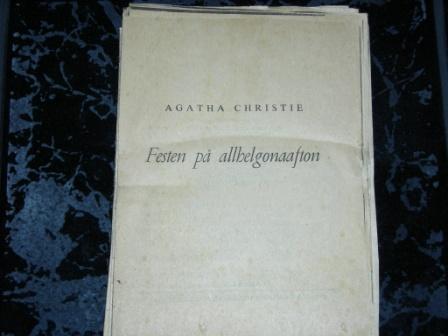 AGATHA CHRISTIE
Festen på allhelgonaafton